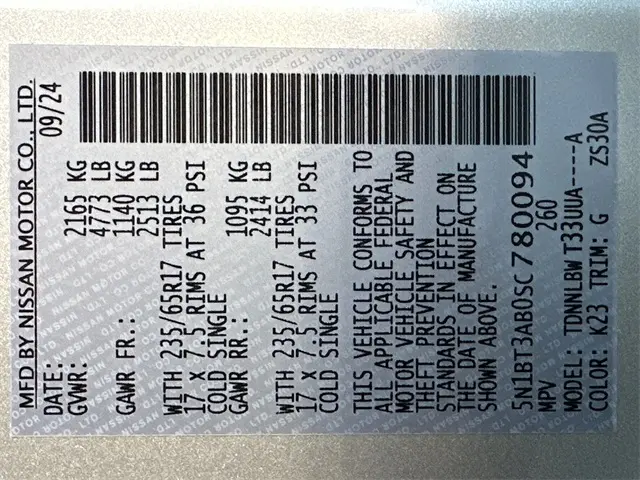 MFD BY NISSAN MOTOR CO., LTD.
DATE: 09/24
GVWR: 2165 KG
4773 LB
GAWR FR.: 1140 KG
2513 LB
WITH 235/65R17 TIRES
17 X 7.5 RIMS AT 36 PSI
COLD SINGLE
GAWR RR.: 1095 KG
2414 LB
WITH 235/65R17 TIRES
17 X 7.5 RIMS AT 33 PSI
COLD SINGLE
THIS VEHICLE CONFORMS TO
ALL APPLICABLE FEDERAL
MOTOR VEHICLE SAFETY AND
THEFT PREVENTION
STANDARDS IN EFFECT ON
THE DATE OF MANUFACTURE
SHOWN ABOVE.
5N1BT3AB0SC780094
MPV 260
MODEL: TDNNLBWT33UUA----A
COLOR: K23 TRIM: G ZS30A